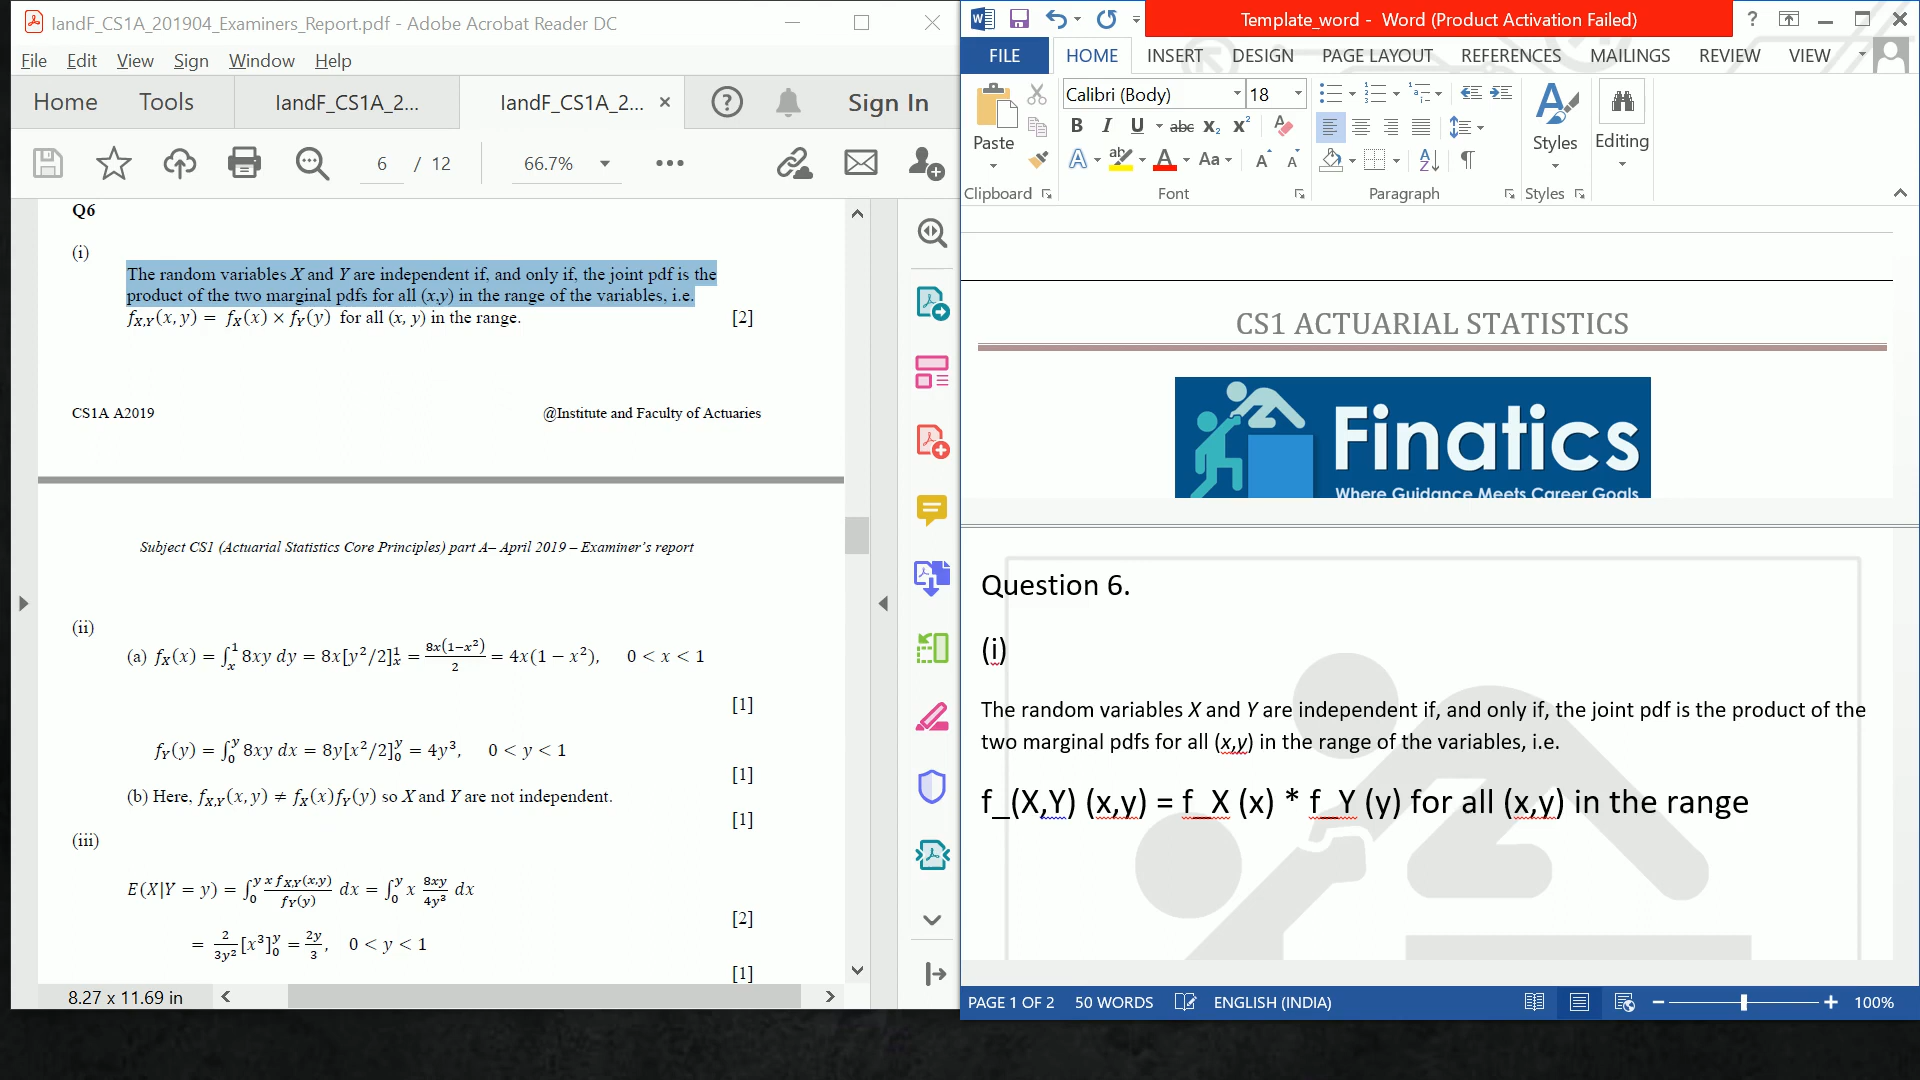 IandF_CS1A_201904_Examiners_Report.pdf - Adobe Acrobat Reader DC
File Edit View Sign Window Help
Home Tools IandF_CS1A_2... IandF_CS1A_2... × Sign In
6 / 12 66.7%
Q6
(i)
The random variables X and Y are independent if, and only if, the joint pdf is the
product of the two marginal pdfs for all (x,y) in the range of the variables, i.e.
f_{X,Y}(x, y) = f_X(x) × f_Y(y) for all (x, y) in the range. [2]
CS1A A2019 @Institute and Faculty of Actuaries
Subject CS1 (Actuarial Statistics Core Principles) part A– April 2019 – Examiner's report
(ii)
(a) f_X(x) = ∫_x^1 8xy dy = 8x[y²/2]_x^1 = 8x(1−x²)/2 = 4x(1 − x²), 0 < x < 1
[1]
f_Y(y) = ∫_0^y 8xy dx = 8y[x²/2]_0^y = 4y³, 0 < y < 1
[1]
(b) Here, f_{X,Y}(x, y) ≠ f_X(x)f_Y(y) so X and Y are not independent.
[1]
(iii)
E(X|Y = y) = ∫_0^y x f_{X,Y}(x,y)/f_Y(y) dx = ∫_0^y x 8xy/4y³ dx
[2]
= 2/3y² [x³]_0^y = 2y/3, 0 < y < 1
[1]
8.27 x 11.69 in
Template_word - Word (Product Activation Failed)
FILE HOME INSERT DESIGN PAGE LAYOUT REFERENCES MAILINGS REVIEW VIEW
Calibri (Body) 18
B I U abc X₂ X²
Paste Styles Editing
A ab A Aa A A
Clipboard Font Paragraph Styles
CS1 ACTUARIAL STATISTICS
Finatics
Where Guidance Meets Career Goals
Question 6.
(i)
The random variables X and Y are independent if, and only if, the joint pdf is the product of the
two marginal pdfs for all (x,y) in the range of the variables, i.e.
f_(X,Y) (x,y) = f_X (x) * f_Y (y) for all (x,y) in the range
PAGE 1 OF 2 50 WORDS ENGLISH (INDIA) 100%